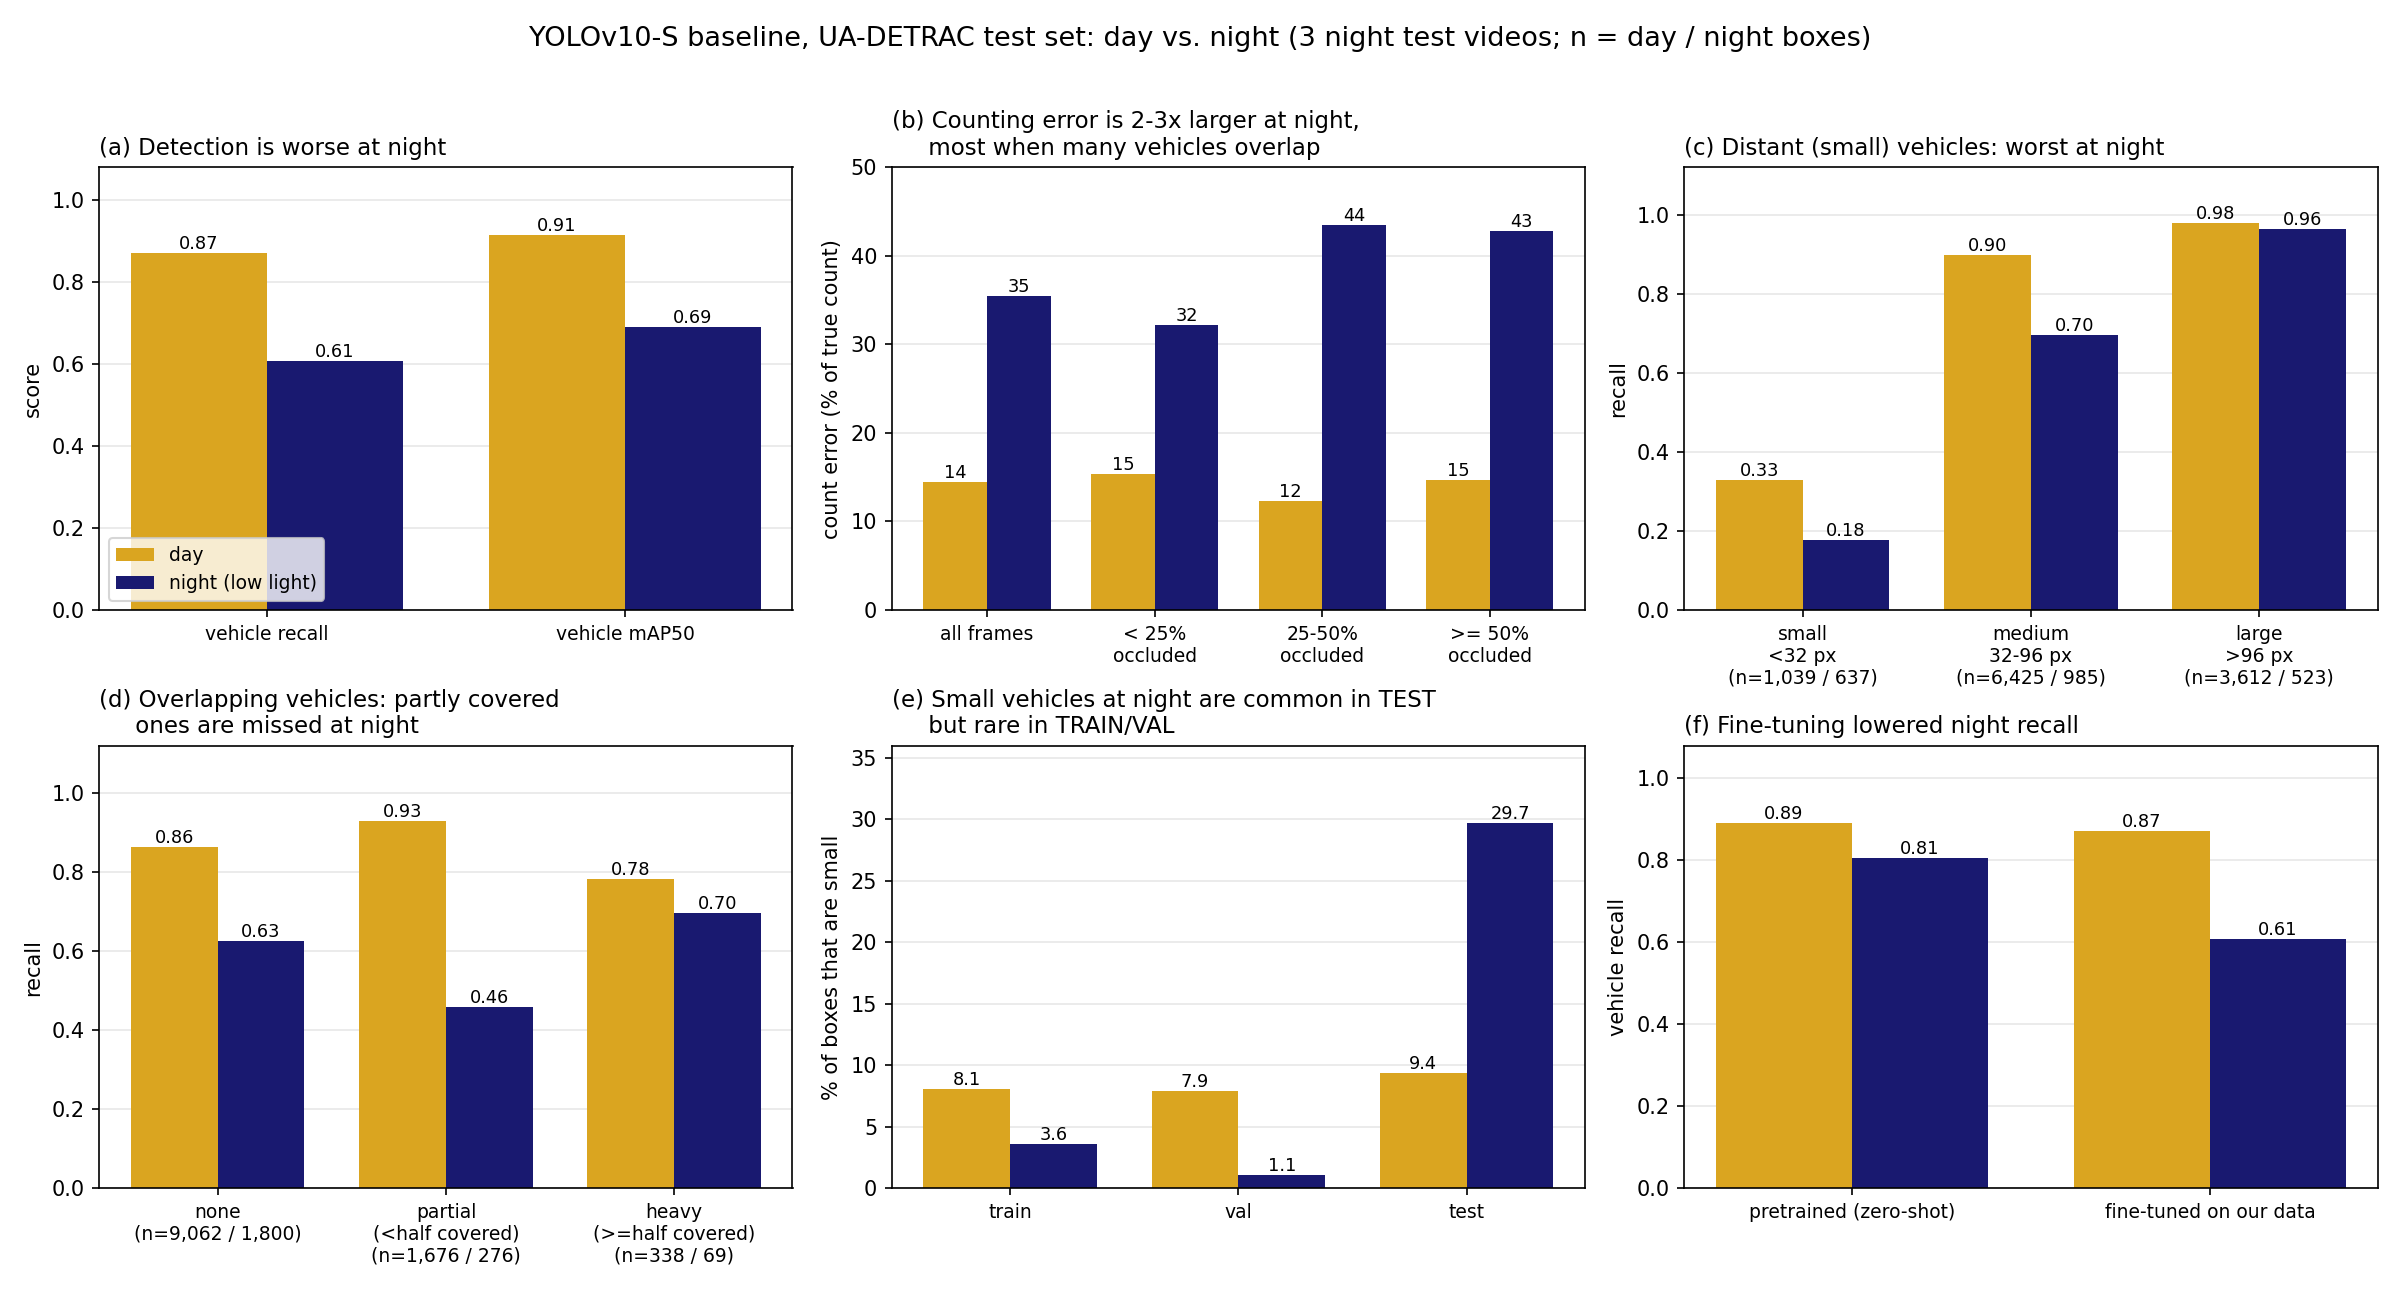 YOLOv10-S baseline, UA-DETRAC test set: day vs. night (3 night test videos; n = day / night boxes)
(a) Detection is worse at night
score
1.0
0.8
0.6
0.4
0.2
0.0
0.87
0.61
0.91
0.69
day
night (low light)
vehicle recall
vehicle mAP50
(b) Counting error is 2-3x larger at night,
most when many vehicles overlap
count error (% of true count)
50
40
30
20
10
0
14
35
15
32
12
44
15
43
all frames
< 25%
occluded
25-50%
occluded
>= 50%
occluded
(c) Distant (small) vehicles: worst at night
recall
1.0
0.8
0.6
0.4
0.2
0.0
0.33
0.18
0.90
0.70
0.98
0.96
small
<32 px
(n=1,039 / 637)
medium
32-96 px
(n=6,425 / 985)
large
>96 px
(n=3,612 / 523)
(d) Overlapping vehicles: partly covered
ones are missed at night
recall
1.0
0.8
0.6
0.4
0.2
0.0
0.86
0.63
0.93
0.46
0.78
0.70
none
(n=9,062 / 1,800)
partial
(<half covered)
(n=1,676 / 276)
heavy
(>=half covered)
(n=338 / 69)
(e) Small vehicles at night are common in TEST
but rare in TRAIN/VAL
% of boxes that are small
35
30
25
20
15
10
5
0
8.1
3.6
7.9
1.1
9.4
29.7
train
val
test
(f) Fine-tuning lowered night recall
vehicle recall
1.0
0.8
0.6
0.4
0.2
0.0
0.89
0.81
0.87
0.61
pretrained (zero-shot)
fine-tuned on our data